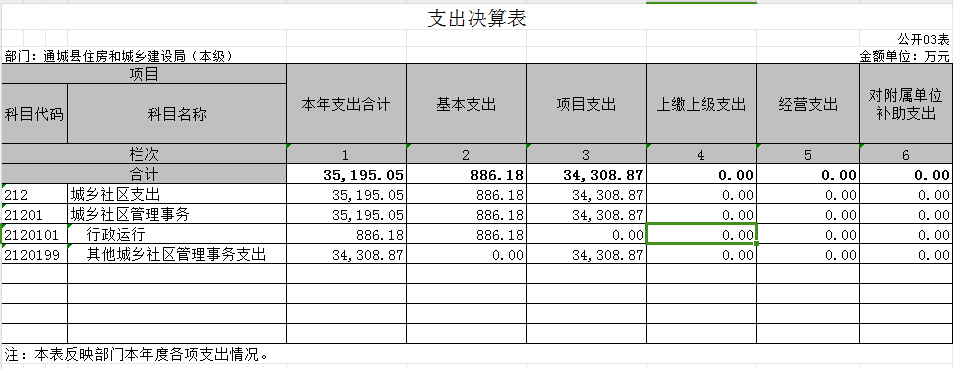 支出决算表
公开03表
部门：通城县住房和城乡建设局（本级） 金额单位：万元
项目 本年支出合计 基本支出 项目支出 上缴上级支出 经营支出 对附属单位补助支出
科目代码 科目名称
栏次 1 2 3 4 5 6
合计 35,195.05 886.18 34,308.87 0.00 0.00 0.00
212 城乡社区支出 35,195.05 886.18 34,308.87 0.00 0.00 0.00
21201 城乡社区管理事务 35,195.05 886.18 34,308.87 0.00 0.00 0.00
2120101 行政运行 886.18 886.18 0.00 0.00 0.00 0.00
2120199 其他城乡社区管理事务支出 34,308.87 0.00 34,308.87 0.00 0.00 0.00
注：本表反映部门本年度各项支出情况。